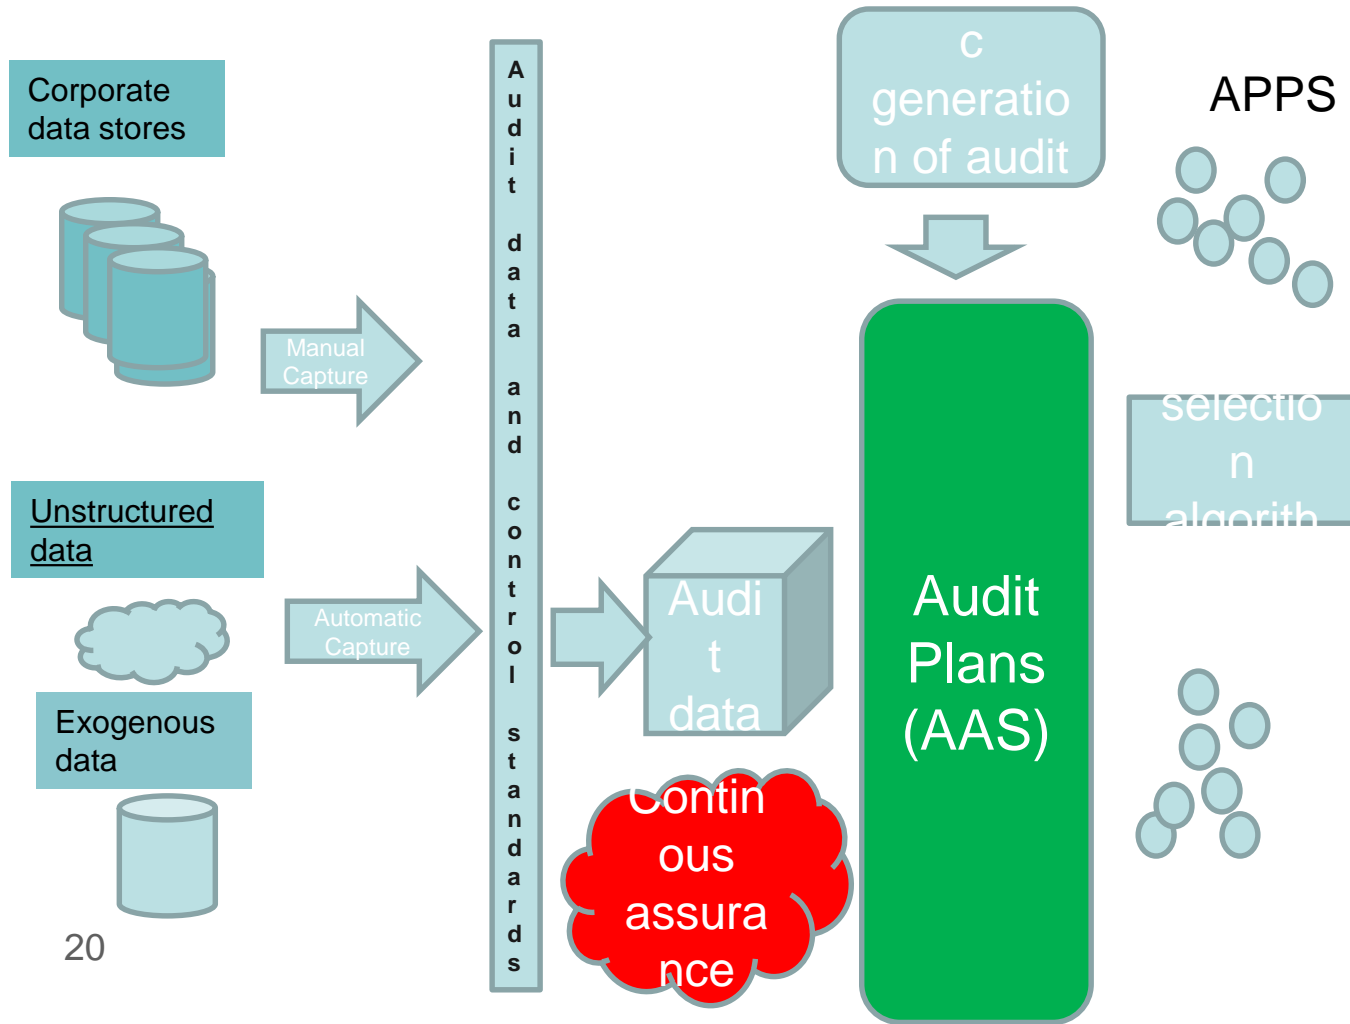 Corporate
data stores
Unstructured
data
Exogenous
data
20
Manual
Capture
Automatic
Capture
Audit data and control standards
Audi
t
data
Contin
ous
assura
nce
c
generatio
n of audit
Audit
Plans
(AAS)
APPS
selectio
n
algorith